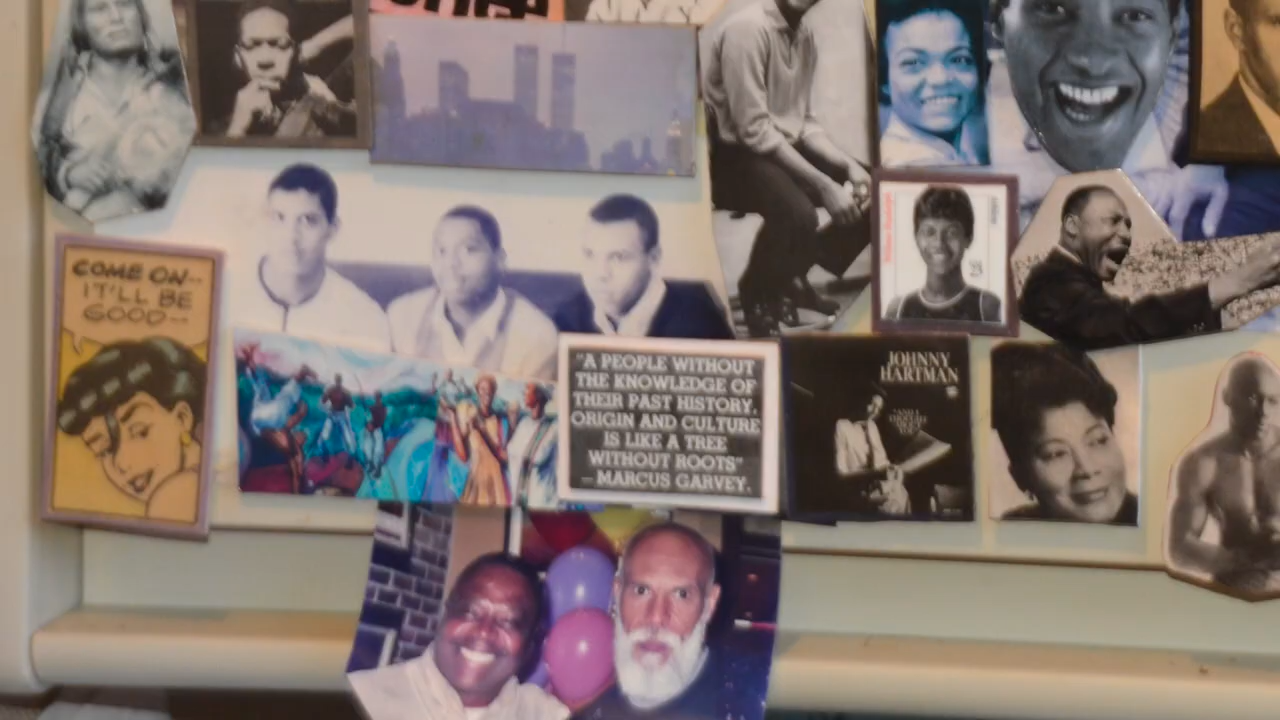 COME ON--
IT'LL BE
GOOD--
"A PEOPLE WITHOUT
THE KNOWLEDGE OF
THEIR PAST HISTORY,
ORIGIN AND CULTURE
IS LIKE A TREE
WITHOUT ROOTS"
– MARCUS GARVEY.
JOHNNY
HARTMAN